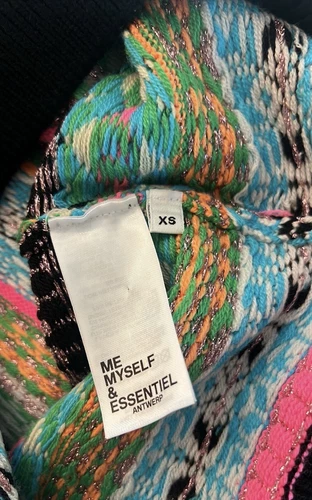 XS
ME
MYSELF
&
ESSENTIEL
ANTWERP